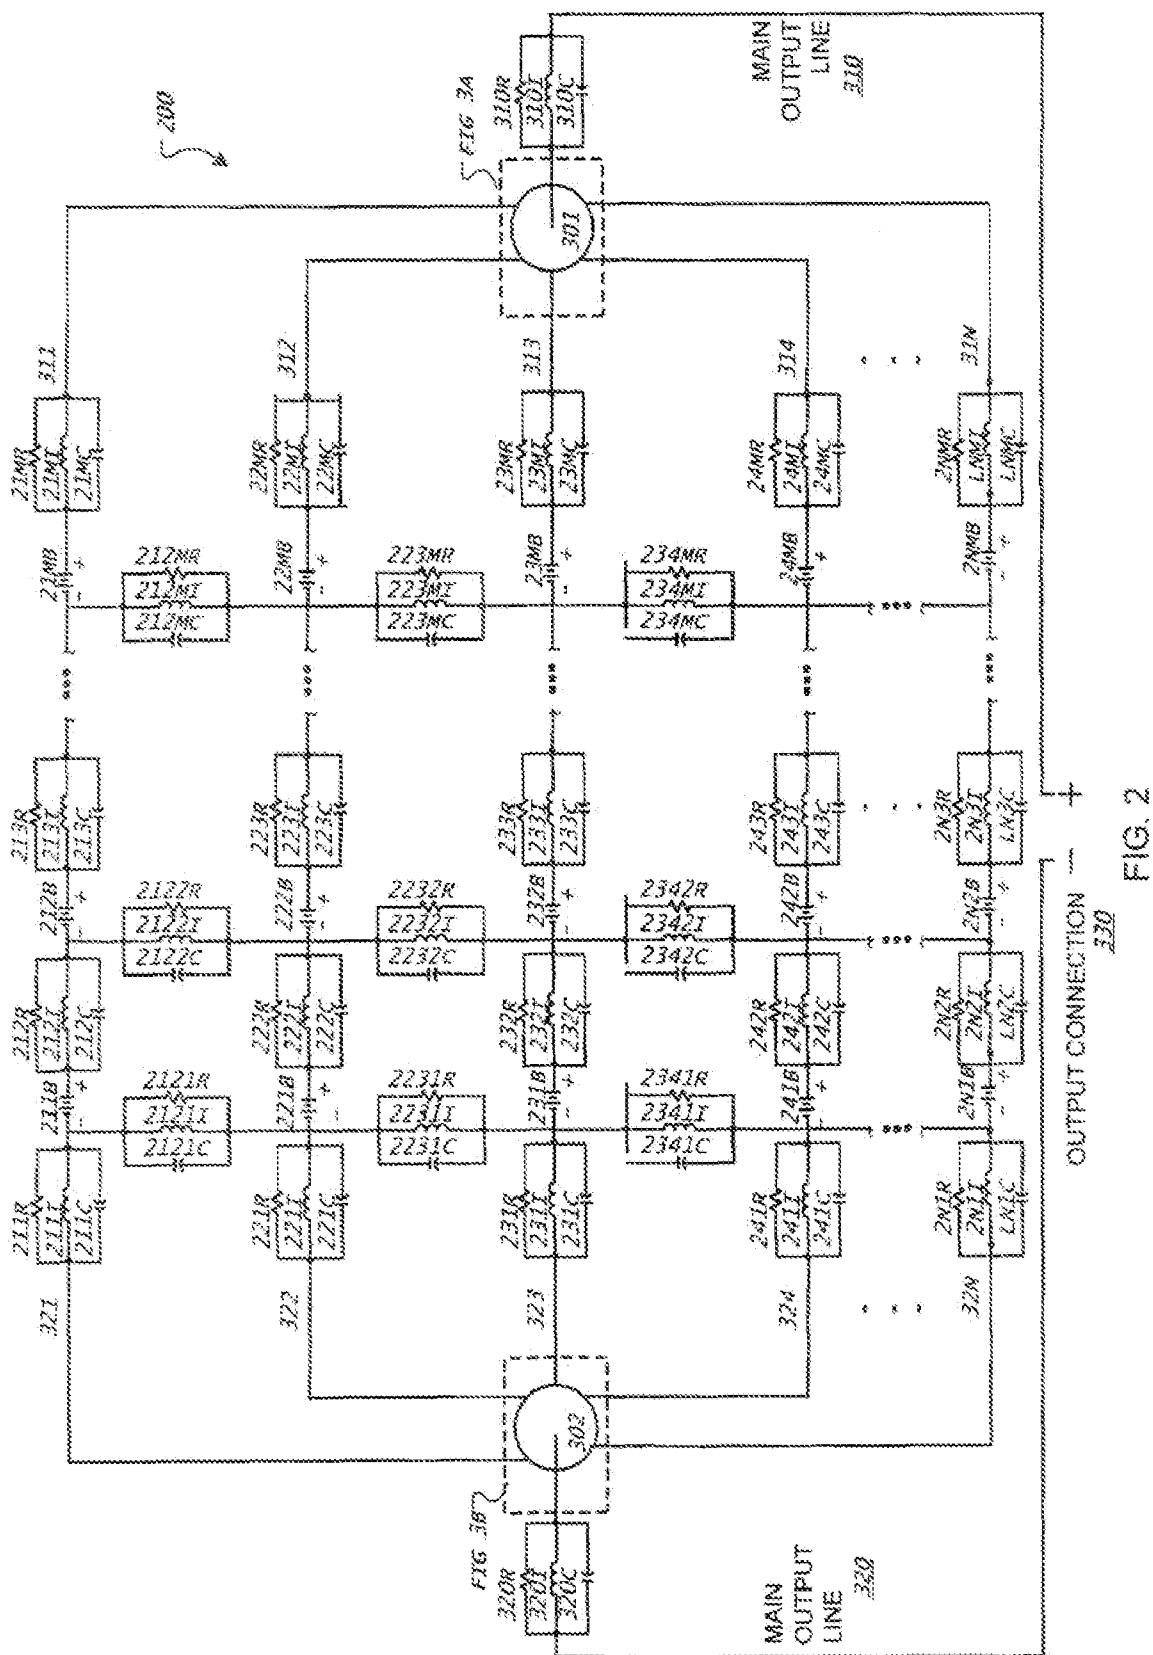 200
321
211R
211I
211C
211B
- +
212R
212I
212C
212B
- +
213R
213I
213C
...
21MB
- +
21MR
21MI
21MC
311
2121R
2121I
2121C
2122R
2122I
2122C
212MR
212MI
212MC
322
221R
221I
221C
221B
- +
222R
222I
222C
222B
- +
223R
223I
223C
...
22MB
- +
22MR
22MI
22MC
312
2231R
2231I
2231C
2232R
2232I
2232C
223MR
223MI
223MC
FIG 3B
320R
320I
320C
302
323
231R
231I
231C
231B
- +
232R
232I
232C
232B
- +
233R
233I
233C
...
23MB
- +
23MR
23MI
23MC
313
301
FIG 3A
310R
310I
310C
2341R
2341I
2341C
2342R
2342I
2342C
234MR
234MI
234MC
324
241R
241I
241C
241B
- +
242R
242I
242C
242B
- +
243R
243I
243C
...
24MB
- +
24MR
24MI
24MC
314
... ... ...
... ... ...
32N
2N1R
2N1I
LN1C
2N1B
- +
2N2R
2N2I
LN2C
2N2B
- +
2N3R
2N3I
LN3C
...
2NMB
- +
2NMR
LNMI
LNMC
31N
MAIN
OUTPUT
LINE
320
MAIN
OUTPUT
LINE
310
- +
OUTPUT CONNECTION
330
FIG. 2